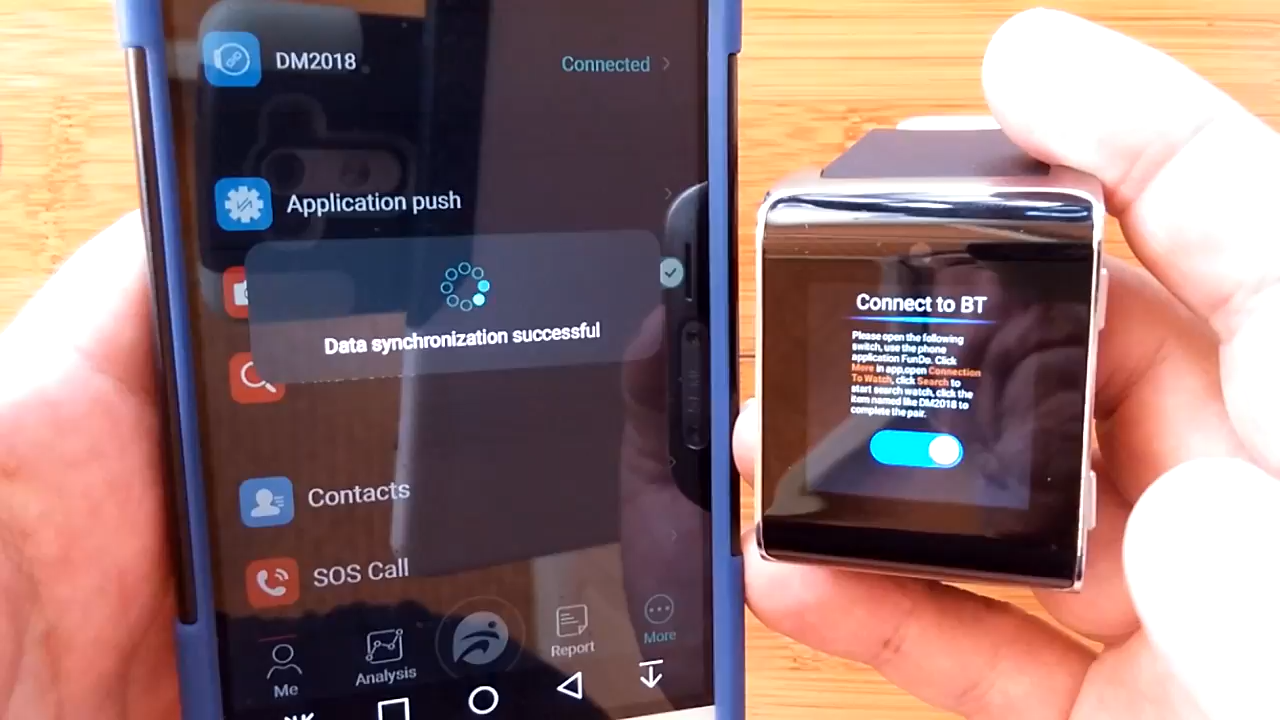 DM2018
Connected
Application push
Data synchronization successful
Contacts
SOS Call
Me
Analysis
Report
More
Connect to BT
Please open the following
switch, use the phone
application FunDo. Click
More in app,open Connection
To Watch, click Search to
start search watch, click the
item named like DM2018 to
complete the pair.